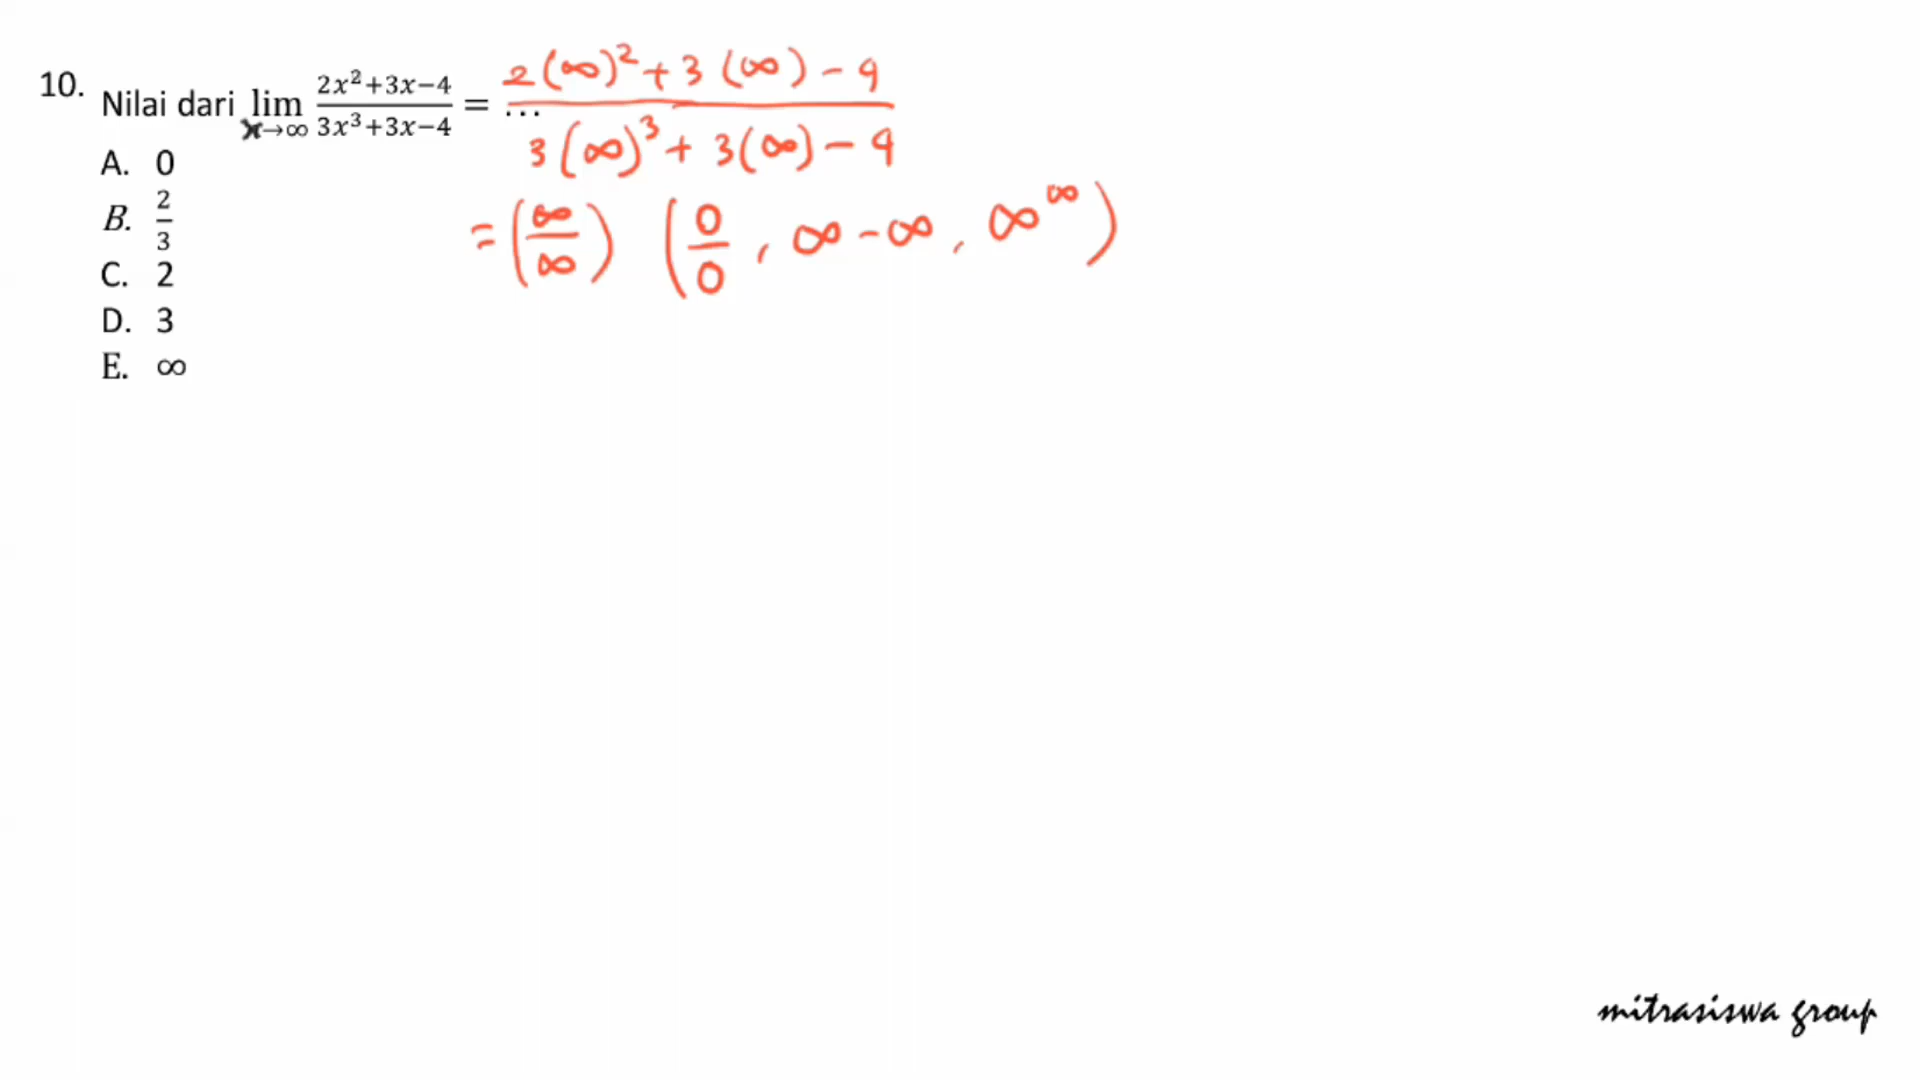 10. Nilai dari lim x→∞ (2x²+3x−4)/(3x³+3x−4) = ...
2(∞)²+3(∞)−4
3(∞)³+3(∞)−4
= (∞/∞) (0/0, ∞−∞, ∞^∞)
A. 0
B. 2/3
C. 2
D. 3
E. ∞
mitrasiswa group